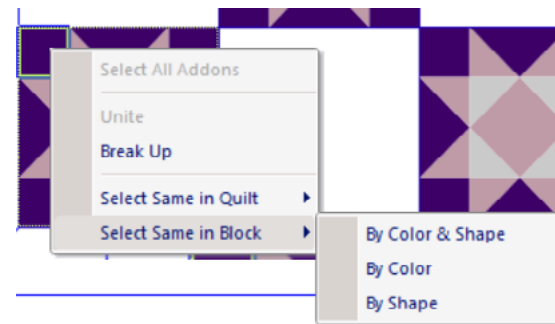 Select All Addons
Unite
Break Up
Select Same in Quilt
Select Same in Block
By Color & Shape
By Color
By Shape